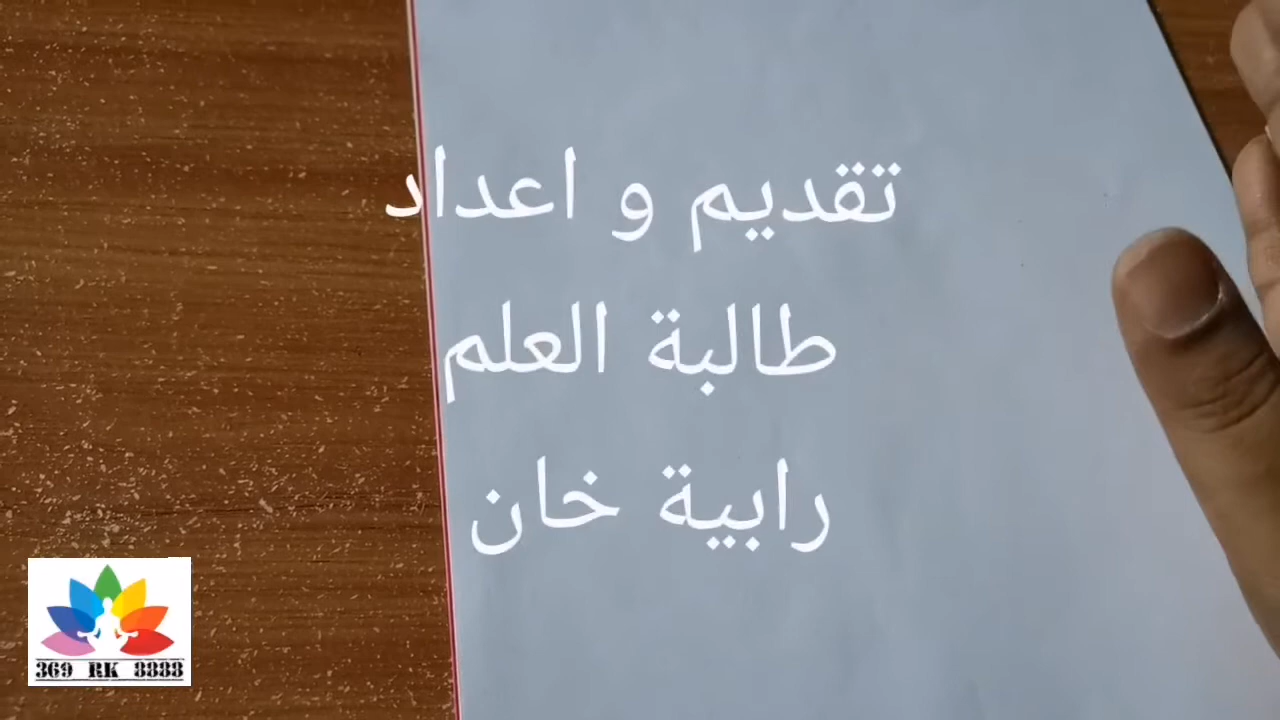 تقديم و اعداد
طالبة العلم
رابية خان
369 RK 8888